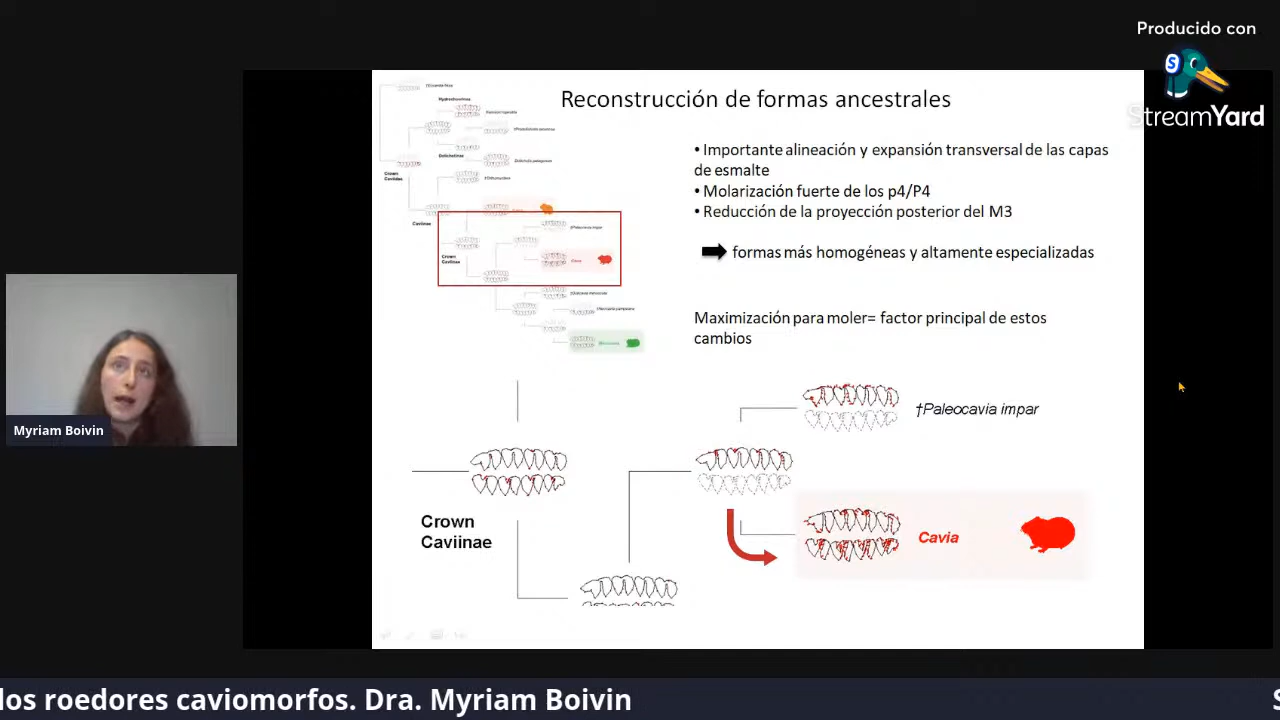 Producido con
StreamYard
Reconstrucción de formas ancestrales
• Importante alineación y expansión transversal de las capas
de esmalte
• Molarización fuerte de los p4/P4
• Reducción de la proyección posterior del M3
formas más homogéneas y altamente especializadas
Maximización para moler= factor principal de estos
cambios
Crown
Caviidae
Caviinae
†Paleocavia impar
Crown
Caviinae
Cavia
†Paleocavia impar
Crown
Caviinae
Cavia
Myriam Boivin
los roedores caviomorfos. Dra. Myriam Boivin